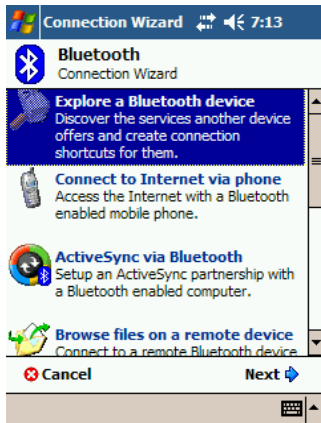 Connection Wizard 7:13
Bluetooth
Connection Wizard
Explore a Bluetooth device
Discover the services another device
offers and create connection
shortcuts for them.
Connect to Internet via phone
Access the Internet with a Bluetooth
enabled mobile phone.
ActiveSync via Bluetooth
Setup an ActiveSync partnership with
a Bluetooth enabled computer.
Browse files on a remote device
Connect to a remote Bluetooth device
Cancel Next